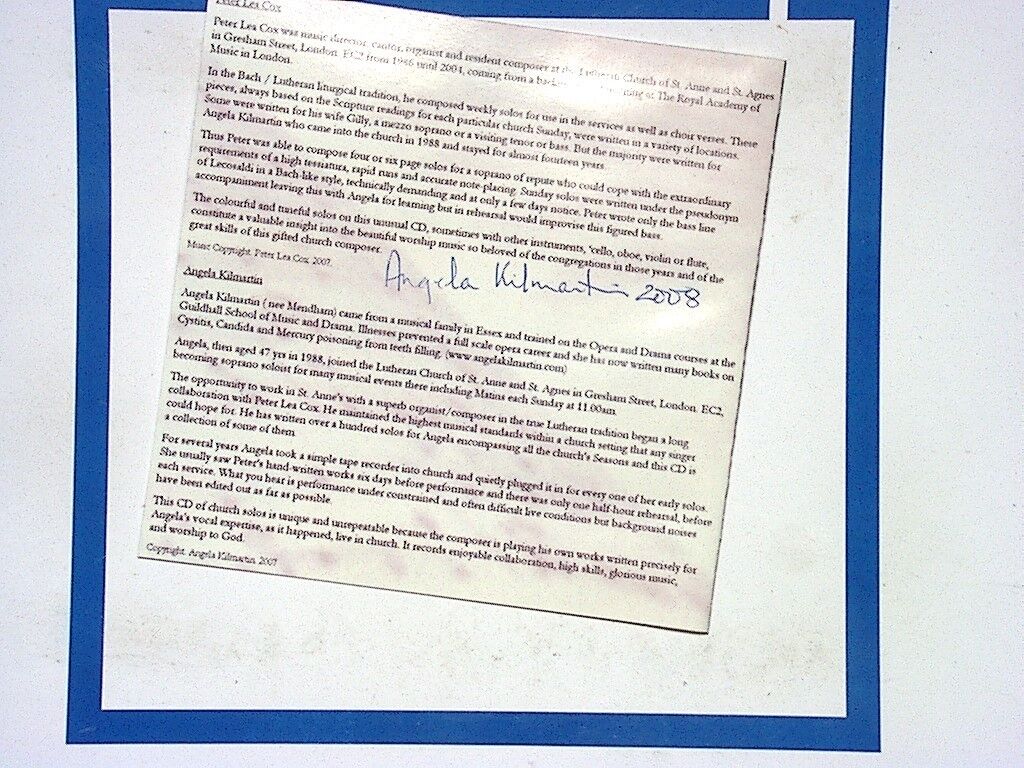 Peter Lea Cox
Peter Lea Cox was music director, cantor, organist and resident composer at the Lutheran Church of St. Anne and St. Agnes
in Gresham Street, London. EC2 from 1986 until 2004, coming from a at The Royal Academy of
Music in London.
In the Bach / Lutheran liturgical tradition, he composed weekly solos for use in the services as well as choir verses. These
pieces, always based on the Scripture readings for each particular church Sunday, were written in a variety of locations.
Some were written for his wife Gilly, a mezzo soprano or a visiting tenor or bass. But the majority were written for
Angela Kilmartin who came into the church in 1988 and stayed for almost fourteen years.
Thus Peter was able to compose four or six page solos for a soprano of repute who could cope with the extraordinary
requirements of a high tessatura, rapid runs and accurate note-placing. Sunday solos were written under the pseudonym
of Lecosaldi in a Bach-like style, technically demanding and at only a few days nonce. Peter wrote only the bass line
accompaniment leaving this with Angela for learning but in rehearsal would improvise this figured bass.
The colourful and tuneful solos on this unusual CD, sometimes with other instruments, 'cello, oboe, violin or flute,
constitute a valuable insight into the beautiful worship music so beloved of the congregations in those years and of the
great skills of this gifted church composer.
Music Copyright. Peter Lea Cox. 2007.
Angela Kilmartin 2008
Angela Kilmartin
Angela Kilmartin ( nee Mendham) came from a musical family in Essex and trained on the Opera and Drama courses at the
Guildhall School of Music and Drama. Illnesses prevented a full scale opera career and she has now written many books on
Cystitis, Candida and Mercury poisoning from teeth filling. (www.angelakilmartin.com)
Angela, then aged 47 yrs in 1988, joined the Lutheran Church of St. Anne and St. Agnes in Gresham Street, London. EC2,
becoming soprano soloist for many musical events there including Matins each Sunday at 11.00am.
The opportunity to work in St. Anne's with a superb organist/composer in the true Lutheran tradition began a long
collaboration with Peter Lea Cox. He maintained the highest musical standards within a church setting that any singer
could hope for. He has written over a hundred solos for Angela encompassing all the church's Seasons and this CD is
a collection of some of them.
For several years Angela took a simple tape recorder into church and quietly plugged it in for every one of her early solos.
She usually saw Peter's hand-written works six days before performance and there was only one half-hour rehearsal, before
each service. What you hear is performance under constrained and often difficult live conditions but background noises
have been edited out as far as possible.
This CD of church solos is unique and unrepeatable because the composer is playing his own works written precisely for
Angela's vocal expertise, as it happened, live in church. It records enjoyable collaboration, high skills, glorious music,
and worship to God.
Copyright. Angela Kilmartin. 2007